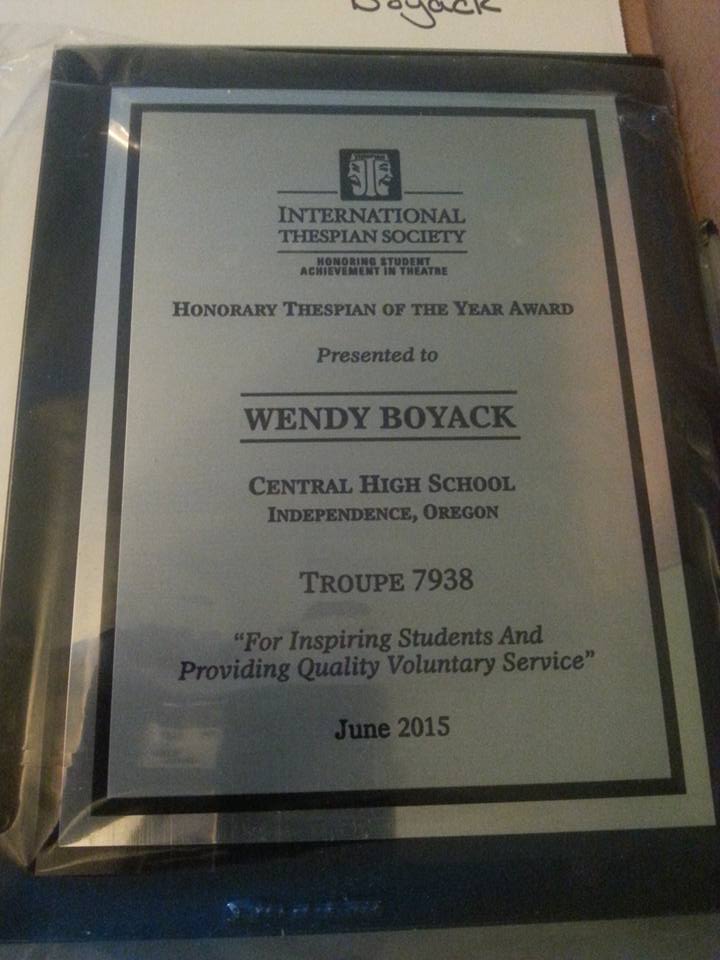 Boyack
THESPIAN
INTERNATIONAL
THESPIAN SOCIETY
HONORING STUDENT
ACHIEVEMENT IN THEATRE
HONORARY THESPIAN OF THE YEAR AWARD
Presented to
WENDY BOYACK
CENTRAL HIGH SCHOOL
INDEPENDENCE, OREGON
TROUPE 7938
“For Inspiring Students And
Providing Quality Voluntary Service”
June 2015